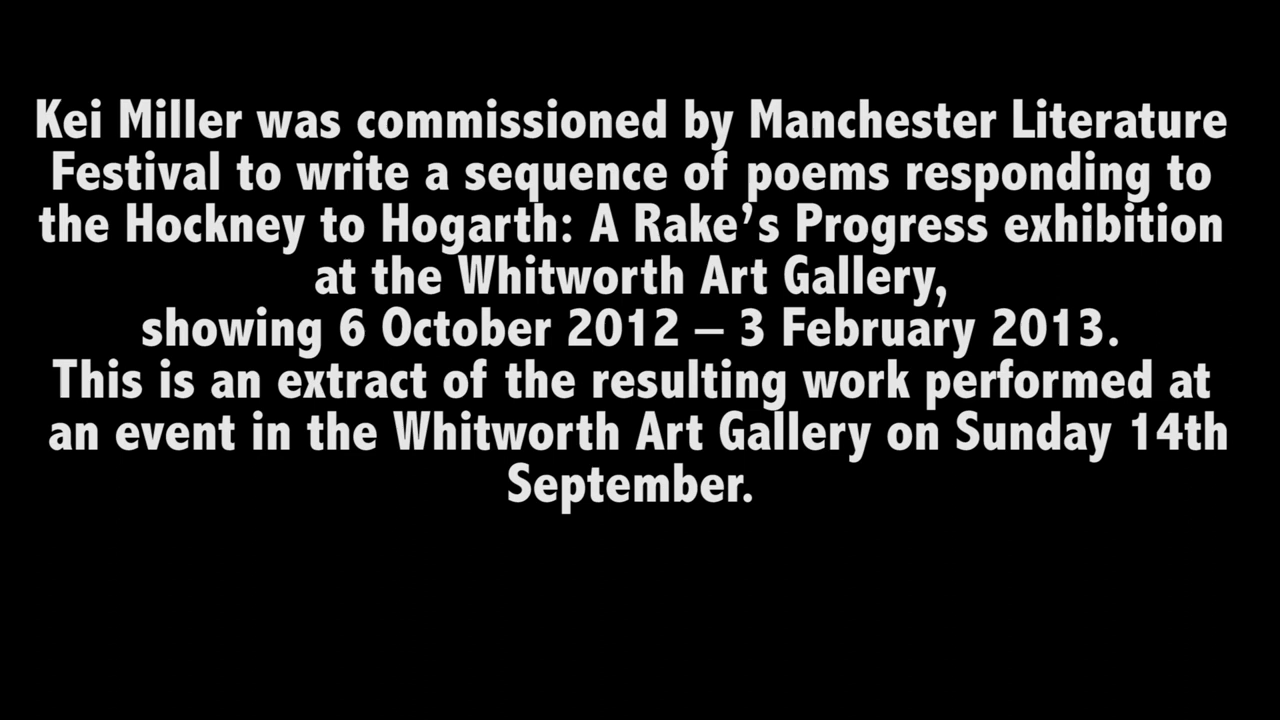 Kei Miller was commissioned by Manchester Literature
Festival to write a sequence of poems responding to
the Hockney to Hogarth: A Rake’s Progress exhibition
at the Whitworth Art Gallery,
showing 6 October 2012 – 3 February 2013.
This is an extract of the resulting work performed at
an event in the Whitworth Art Gallery on Sunday 14th
September.